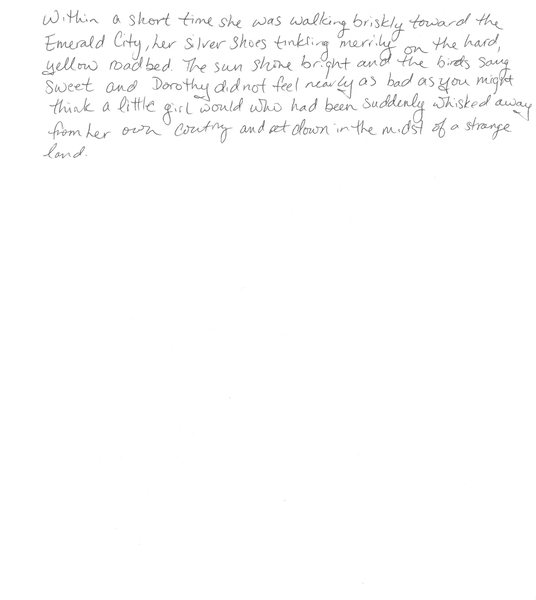 Within a short time she was walking briskly toward the
Emerald City, her Silver Shoes tinkling merrily on the hard,
yellow roadbed. The sun shone bright and the birds sang
Sweet and Dorothy did not feel nearly as bad as you might
think a little girl would who had been suddenly whisked away
from her own Coutry and set down in the midst of a strange
land.